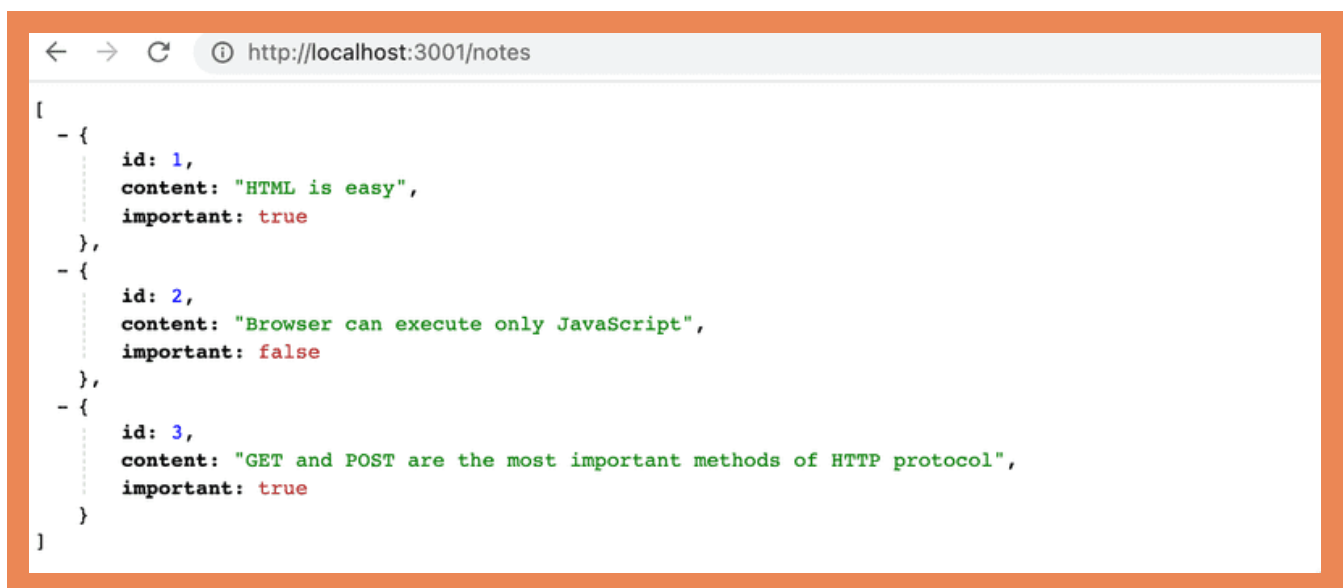 http://localhost:3001/notes
[
- {
id: 1,
content: "HTML is easy",
important: true
},
- {
id: 2,
content: "Browser can execute only JavaScript",
important: false
},
- {
id: 3,
content: "GET and POST are the most important methods of HTTP protocol",
important: true
}
]